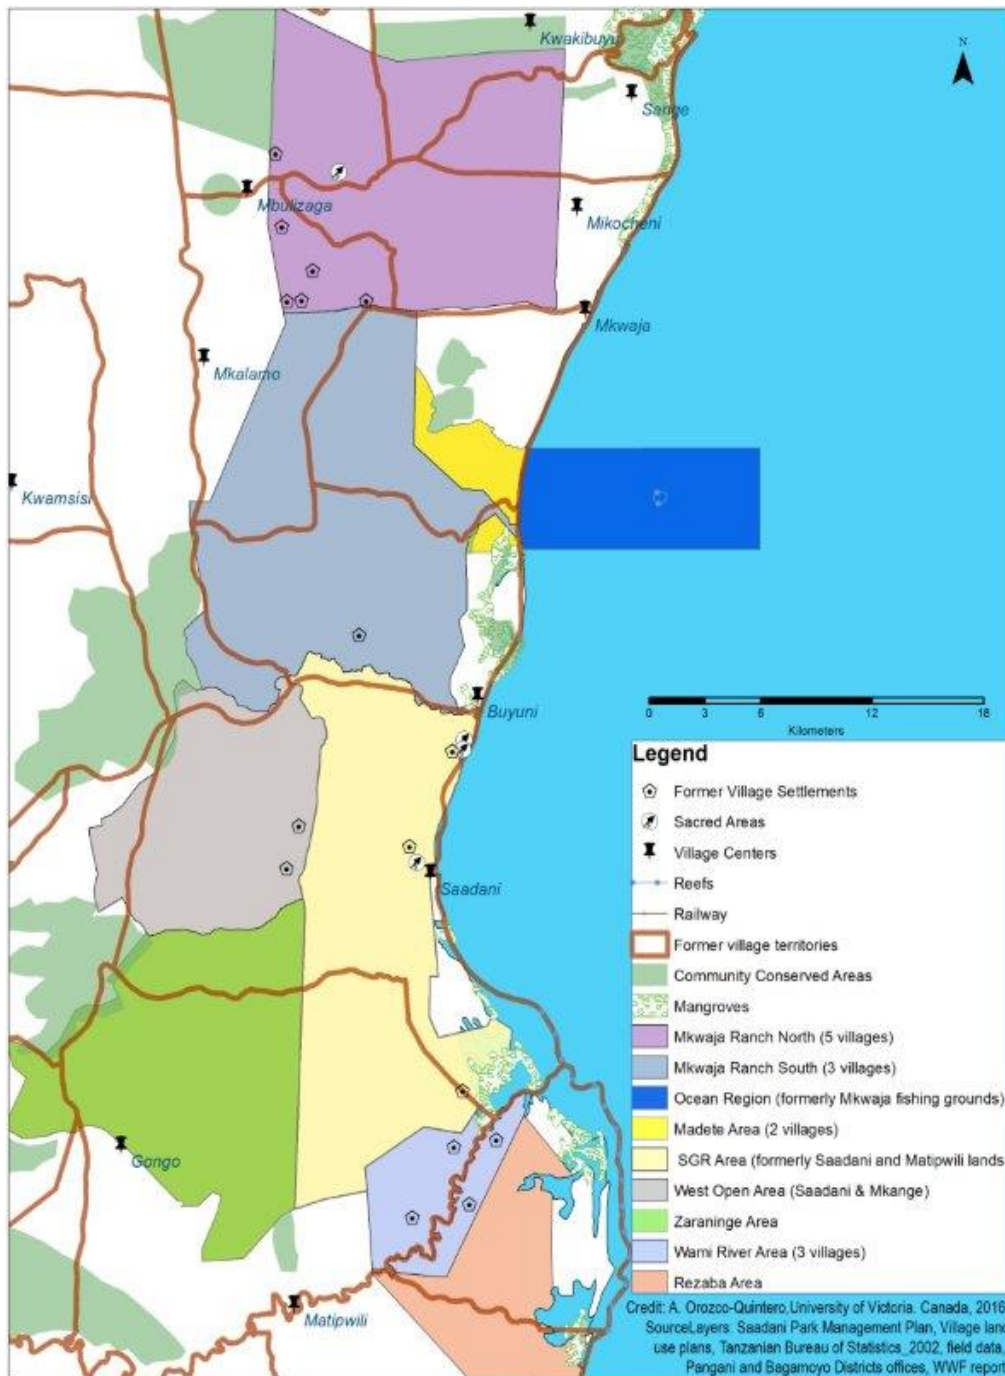 Kwakibuyu
N
Sange
Mbulizaga
Mikocheni
Mkwaja
Mkalamo
Kwamsisi
Buyuni
0 3 6 12 18
Kilometers
Legend
Former Village Settlements
Sacred Areas
Village Centers
Saadani
Reefs
Railway
Former village territories
Community Conserved Areas
Mangroves
Mkwaja Ranch North (5 villages)
Mkwaja Ranch South (3 villages)
Ocean Region (formerly Mkwaja fishing grounds)
Madete Area (2 villages)
Gongo
SGR Area (formerly Saadani and Matipwili lands
West Open Area (Saadani & Mkange)
Zaraninge Area
Wami River Area (3 villages)
Rezaba Area
Matipwili
Credit: A. Orozco-Quintero,University of Victoria. Canada, 2016
SourceLayers: Saadani Park Management Plan, Village land
use plans, Tanzanian Bureau of Statistics_2002, field data,
Pangani and Bagamoyo Districts offices, WWF report